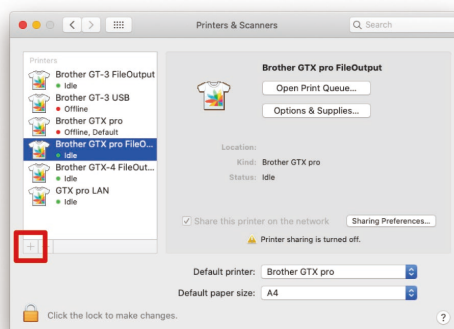 Printers & Scanners
Search
Printers
Brother GT-3 FileOutput
Idle
Brother GT-3 USB
Offline
Brother GTX pro
Offline, Default
Brother GTX pro FileO...
Idle
Brother GTX-4 FileOut...
Idle
GTX pro LAN
Idle
+ −
Brother GTX pro FileOutput
Open Print Queue...
Options & Supplies...
Location:
Kind: Brother GTX pro
Status: Idle
Share this printer on the network
Sharing Preferences...
Printer sharing is turned off.
Default printer: Brother GTX pro
Default paper size: A4
Click the lock to make changes.
?